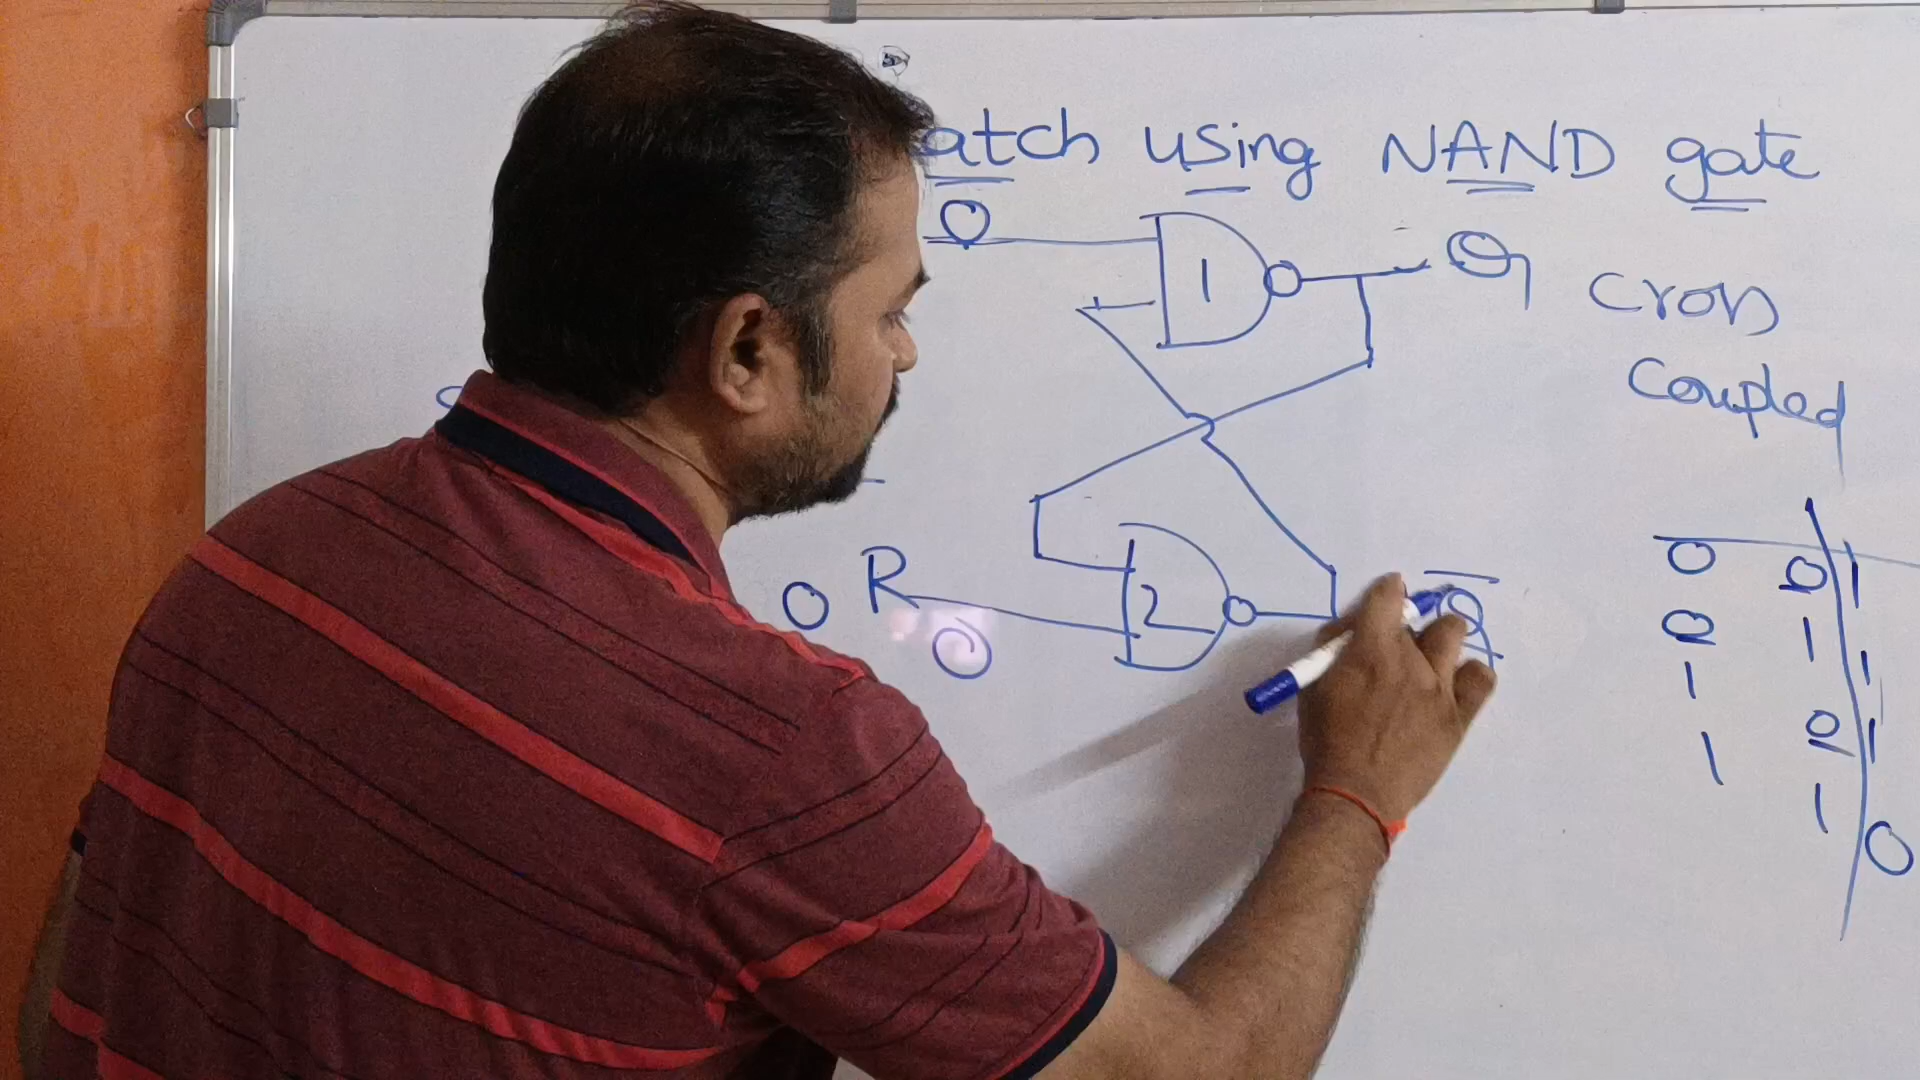 atch using NAND gate
0
1 Q
Cross
Coupled
0 R 2 Q
0
0 0 1
0 1 1
1 0 1
1 1 0